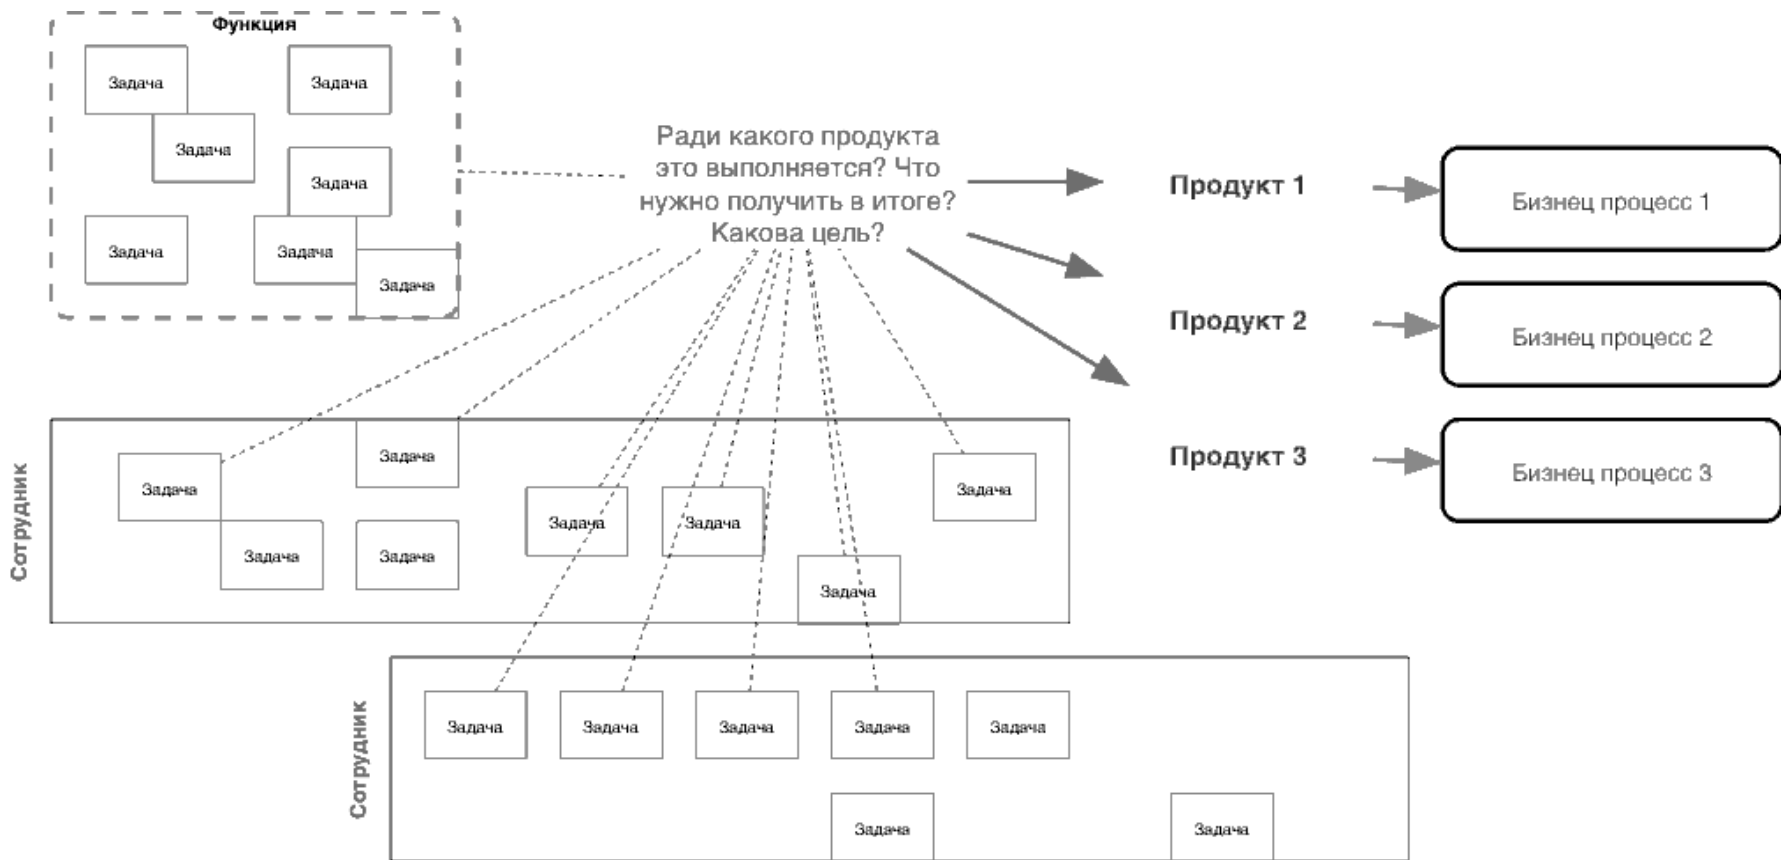 Функция
Задача
Задача
Задача
Задача
Задача
Задача
Задача
Ради какого продукта
это выполняется? Что
нужно получить в итоге?
Какова цель?
Продукт 1
Бизнец процесс 1
Продукт 2
Бизнец процесс 2
Продукт 3
Бизнец процесс 3
Сотрудник
Задача
Задача
Задача
Задача
Задача
Задача
Задача
Задача
Сотрудник
Задача
Задача
Задача
Задача
Задача
Задача
Задача